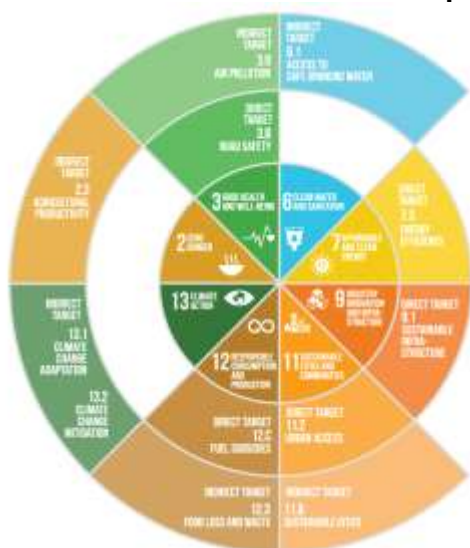 INDIRECT
TARGET
3.9
AIR POLLUTION
INDIRECT
TARGET
6.1
ACCESS TO
SAFE DRINKING WATER
DIRECT
TARGET
3.6
ROAD SAFETY
INDIRECT
TARGET
2.3
AGRICULTURAL
PRODUCTIVITY
DIRECT
TARGET
7.3
ENERGY
EFFICIENCY
3 GOOD HEALTH
AND WELL-BEING
6 CLEAN WATER
AND SANITATION
2 ZERO
HUNGER
7 AFFORDABLE
AND CLEAN
ENERGY
13 CLIMATE
ACTION
9 INDUSTRY
INNOVATION
AND INFRA-
STRUCTURE
12 RESPONSIBLE
CONSUMPTION
AND
PRODUCTION
11 SUSTAINABLE
CITIES AND
COMMUNITIES
INDIRECT
TARGET
13.1
CLIMATE
CHANGE
ADAPTATION
13.2
CLIMATE
CHANGE
MITIGATION
DIRECT TARGET
9.1
SUSTAINABLE
INFRA-
STRUCTURE
DIRECT TARGET
12.C
FUEL SUBSIDIES
DIRECT TARGET
11.2
URBAN ACCESS
INDIRECT TARGET
12.3
FOOD LOSS AND WASTE
INDIRECT TARGET
11.6
SUSTAINABLE CITIES